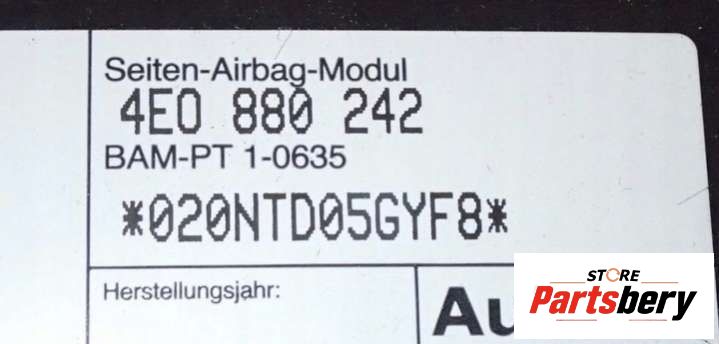 Seiten-Airbag-Modul
4E0 880 242
BAM-PT 1-0635
*020NTD05GYF8*
Herstellungsjahr:
Au
STORE
Partsbery